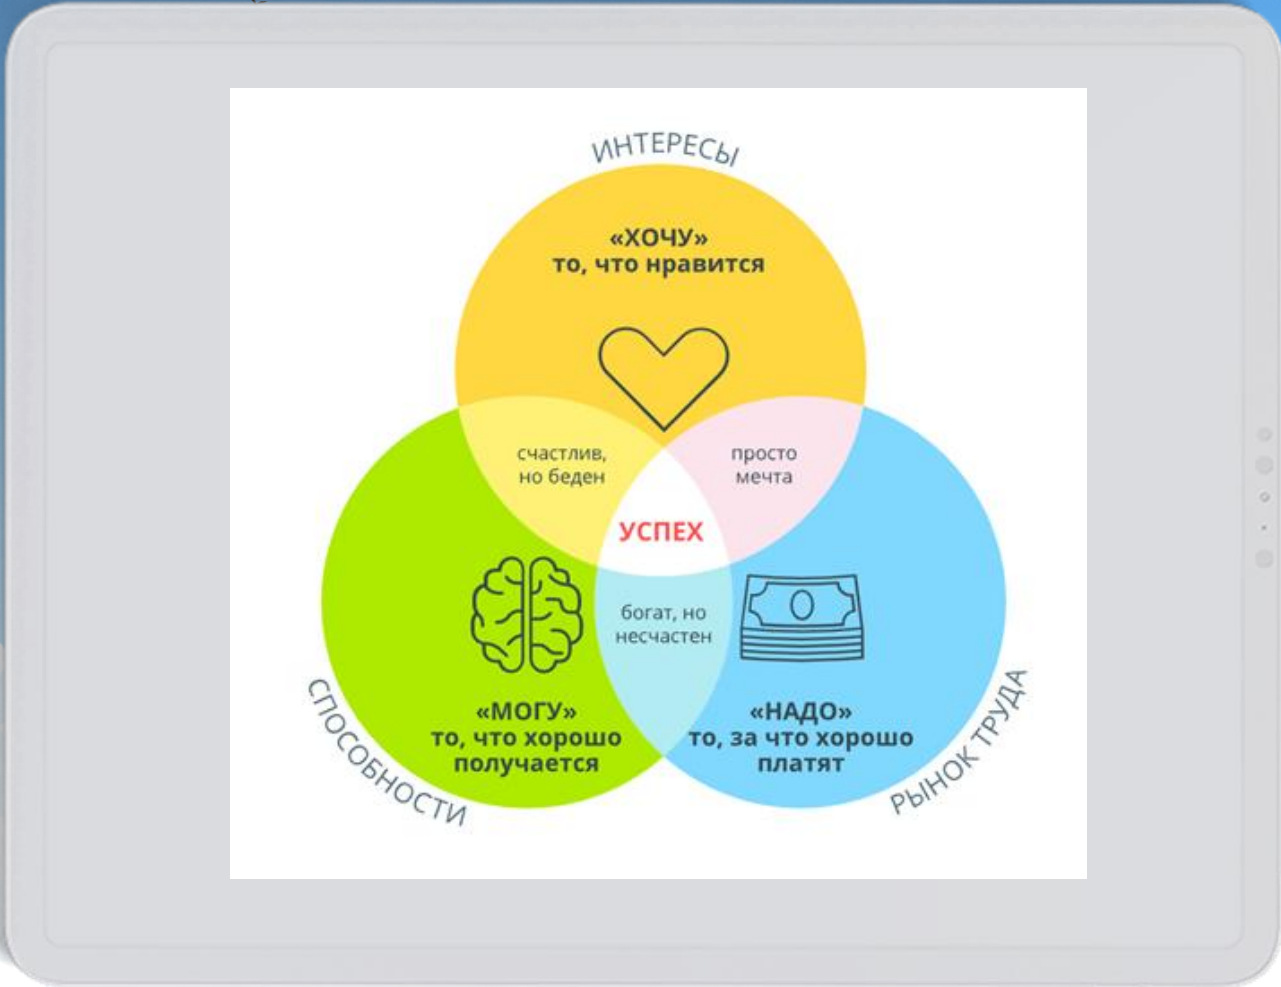 ИНТЕРЕСЫ
«ХОЧУ»
то, что нравится
счастлив,
но беден
просто
мечта
УСПЕХ
богат, но
несчастен
«МОГУ»
то, что хорошо
получается
«НАДО»
то, за что хорошо
платят
СПОСОБНОСТИ
РЫНОК ТРУДА